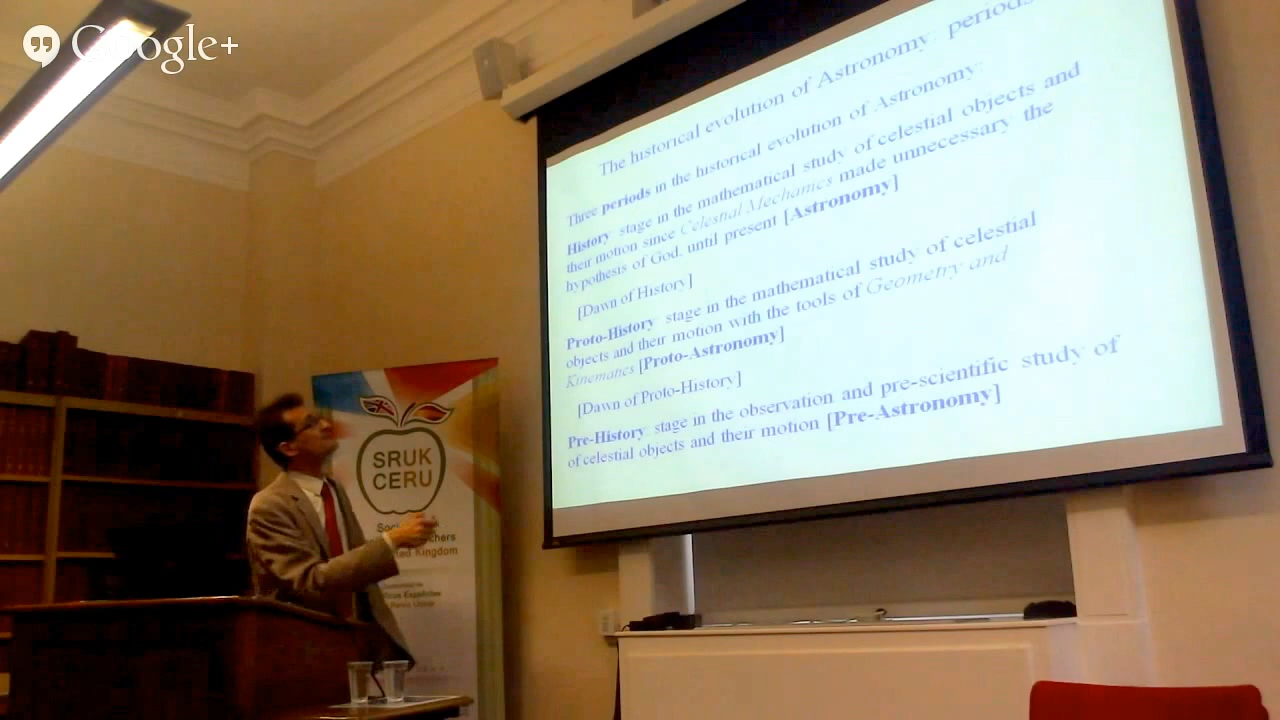 Google+
The historical evolution of Astronomy: periods
Three periods in the historical evolution of Astronomy:
History: stage in the mathematical study of celestial objects and
their motion since Celestial Mechanics made unnecessary the
hypothesis of God, until present [Astronomy]
[Dawn of History]
Proto-History: stage in the mathematical study of celestial
objects and their motion with the tools of Geometry and
Kinematics [Proto-Astronomy]
[Dawn of Proto-History]
Pre-History: stage in the observation and pre-scientific study of
of celestial objects and their motion [Pre-Astronomy]
SRUK
CERU
Kingdom